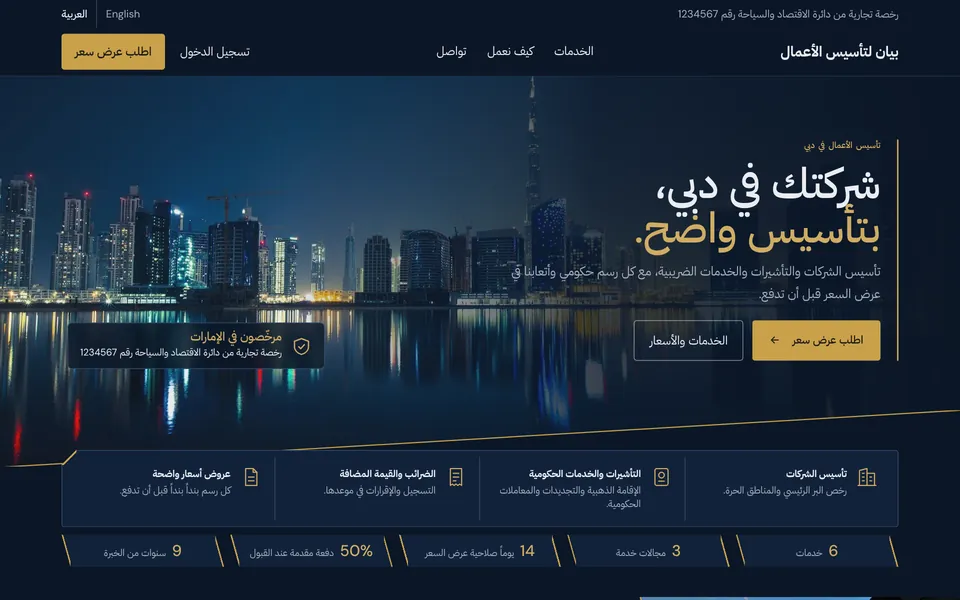 رخصة تجارية من دائرة الاقتصاد والسياحة رقم 1234567
English
العربية
بيان لتأسيس الأعمال
الخدمات
كيف نعمل
تواصل
تسجيل الدخول
اطلب عرض سعر
تأسيس الأعمال في دبي
شركتك في دبي،
بتأسيس واضح.
تأسيس الشركات والتأشيرات والخدمات الضريبية، مع كل رسم حكومي وأتعابنا في
عرض السعر قبل أن تدفع.
اطلب عرض سعر ←
الخدمات والأسعار
مرخّصون في الإمارات
رخصة تجارية من دائرة الاقتصاد والسياحة رقم 1234567
تأسيس الشركات
رخص البر الرئيسي والمناطق الحرة.
التأشيرات والخدمات الحكومية
الإقامة الذهبية والتجديدات والمعاملات
الحكومية.
الضرائب والقيمة المضافة
التسجيل والإقرارات في موعدها.
عروض أسعار واضحة
كل رسم بنداً بنداً قبل أن تدفع.
6 خدمات
3 مجالات خدمة
14 يوماً صلاحية عرض السعر
50% دفعة مقدمة عند القبول
9 سنوات من الخبرة